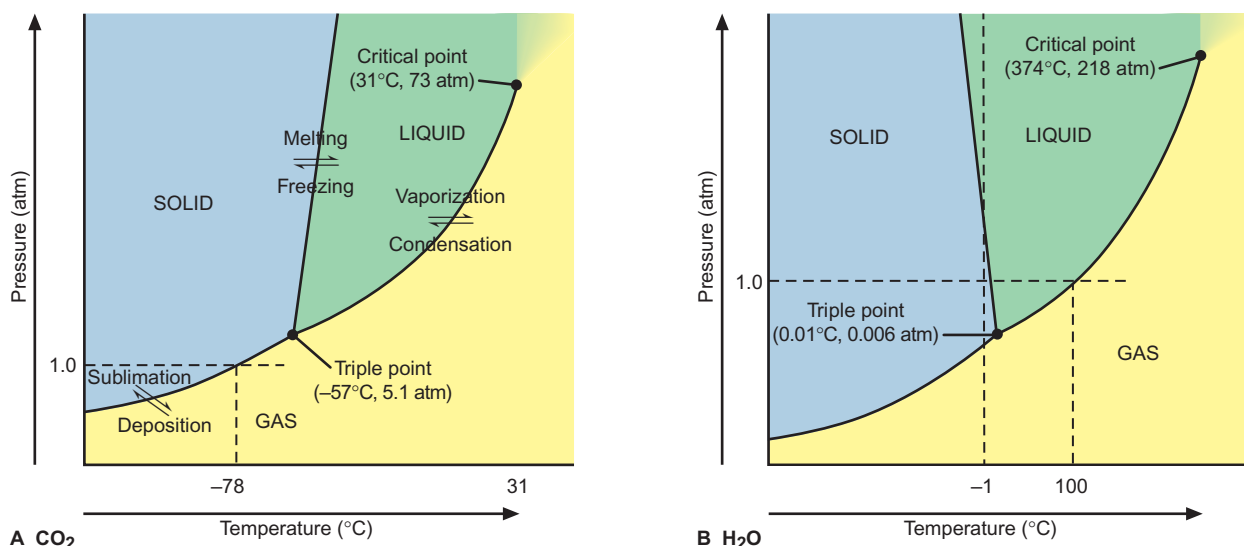 Critical point
(31°C, 73 atm)
LIQUID
Melting
Freezing
SOLID
Vaporization
Condensation
Pressure (atm)
1.0
Sublimation
Deposition
Triple point
(–57°C, 5.1 atm)
GAS
–78
31
Temperature (°C)
A CO2
Critical point
(374°C, 218 atm)
SOLID
LIQUID
Pressure (atm)
1.0
Triple point
(0.01°C, 0.006 atm)
GAS
–1
100
Temperature (°C)
B H2O